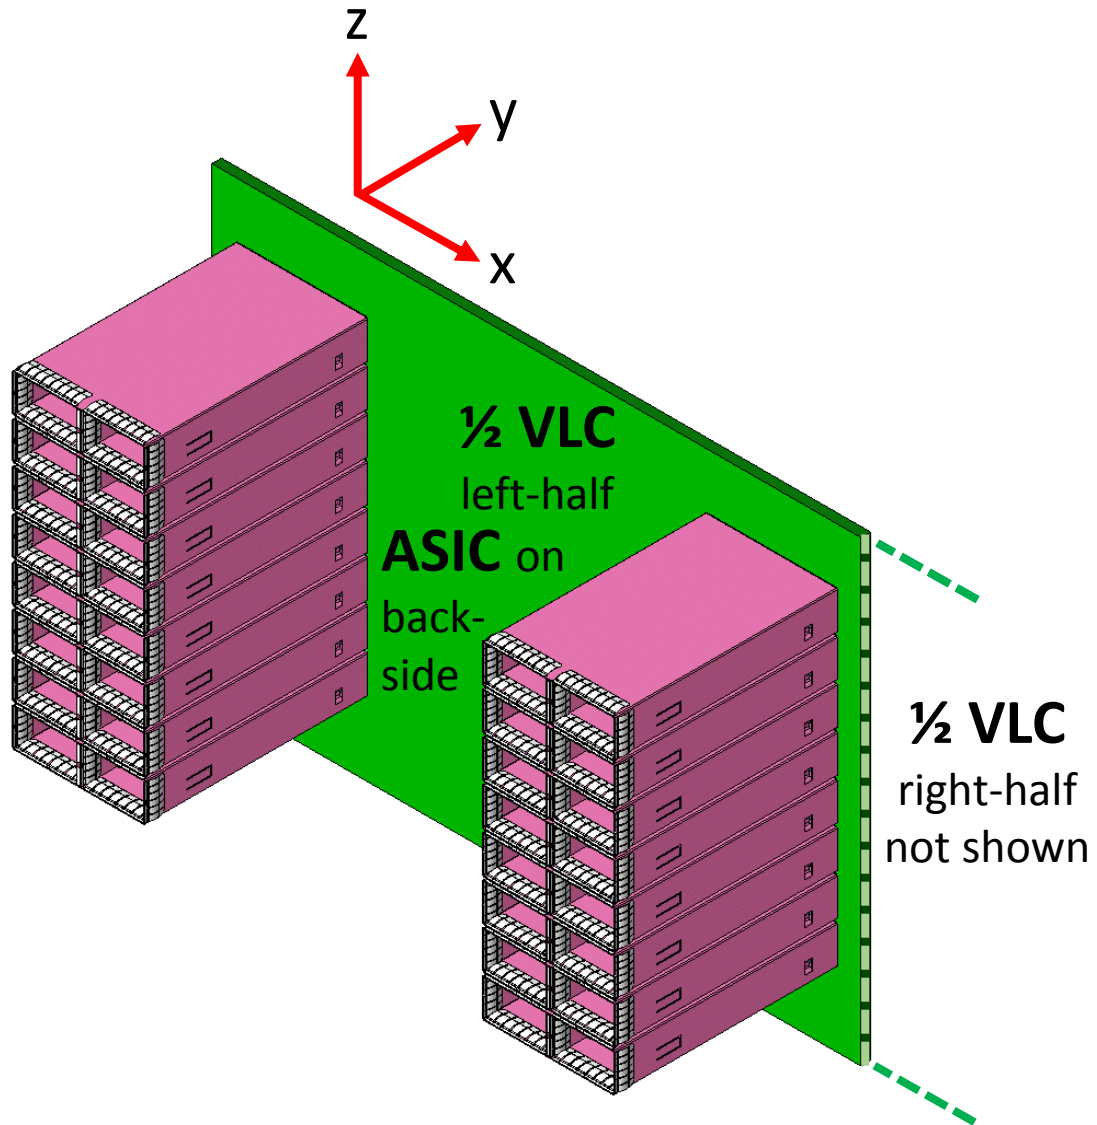 z
y
x
½ VLC
left-half
ASIC on
back-
side
½ VLC
right-half
not shown